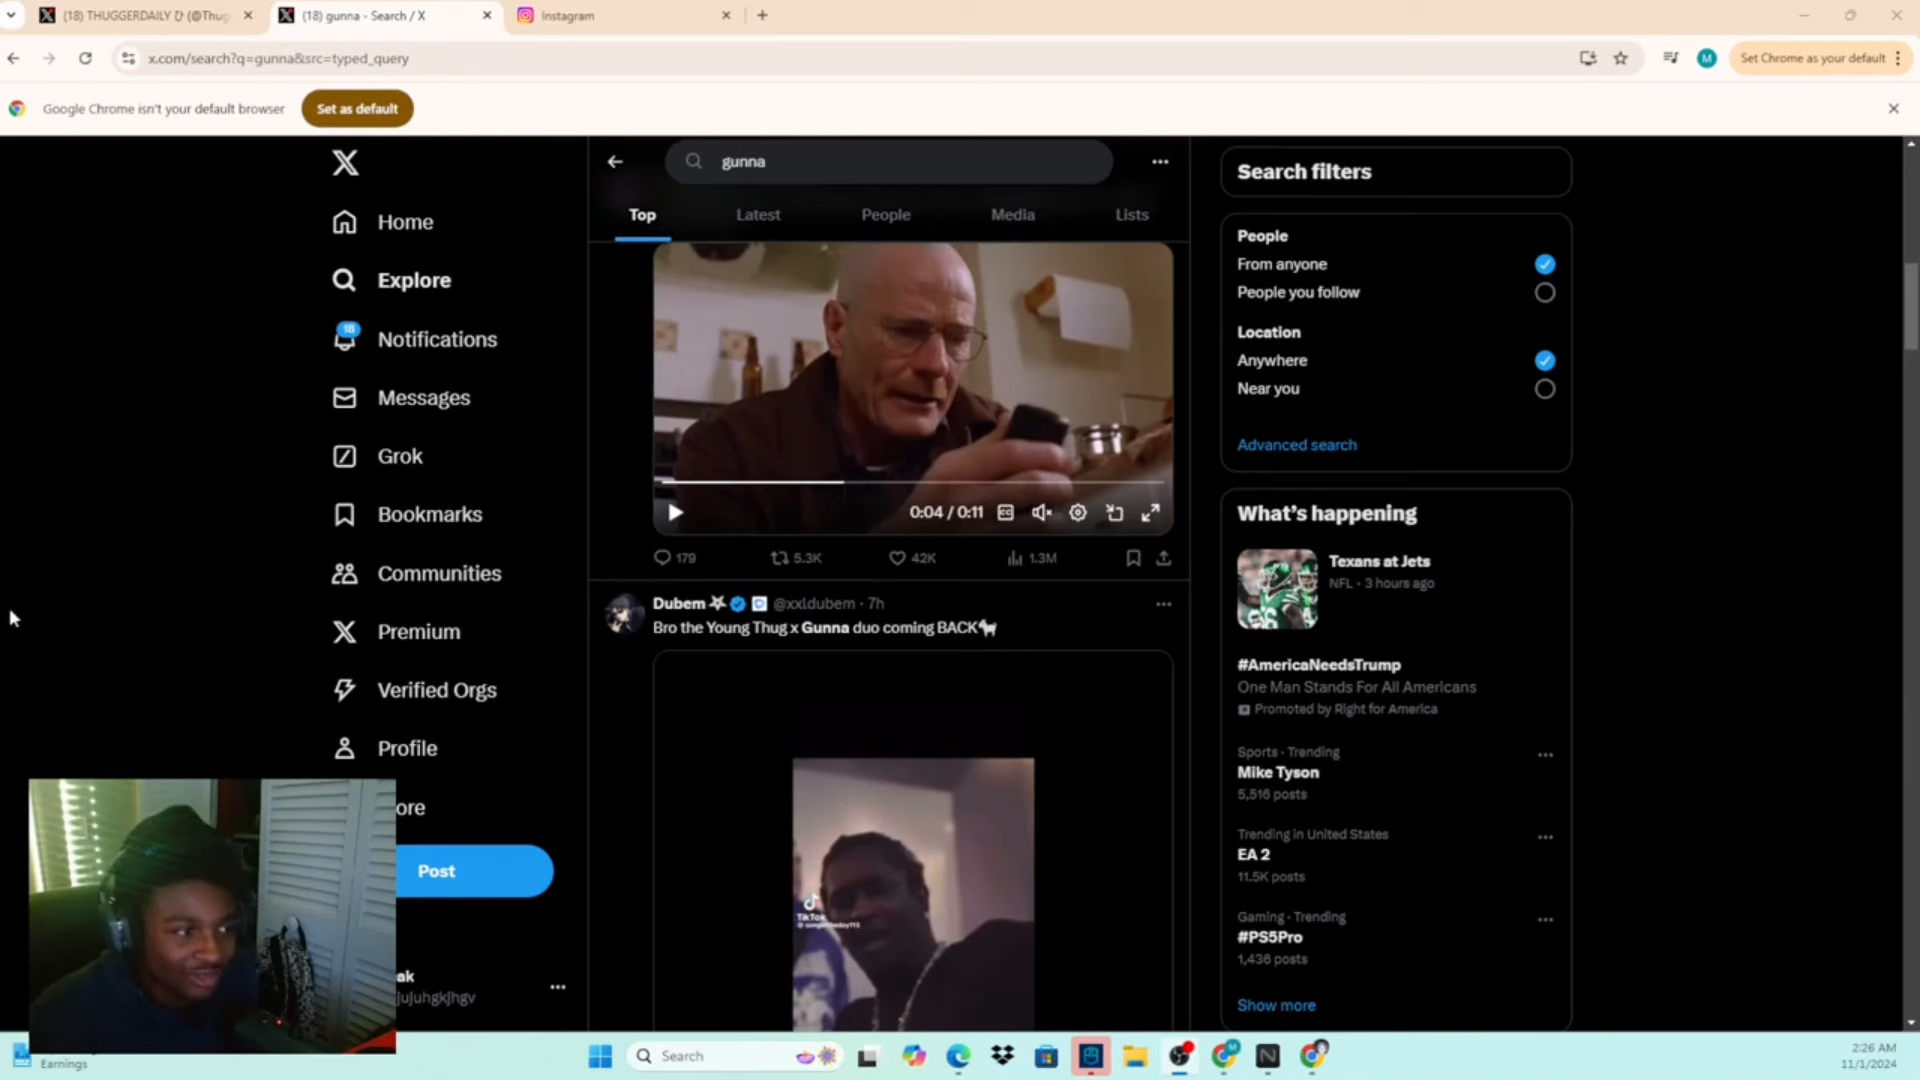 (18) THUGGERDAILY (@Thug
(18) gunna - Search / X
Instagram
x.com/search?q=gunna&src=typed_query
M
Set Chrome as your default
Google Chrome isn't your default browser
Set as default
gunna
Top
Latest
People
Media
Lists
18
Home
Explore
Notifications
Messages
Grok
Bookmarks
Communities
Premium
Verified Orgs
Profile
ore
Post
ak
jujuhgkjhgv
0:04 / 0:11
CC
179
5.3K
42K
1.3M
Dubem @xxldubem · 7h
Bro the Young Thug x Gunna duo coming BACK
TikTok
Search filters
People
From anyone
People you follow
Location
Anywhere
Near you
Advanced search
What's happening
Texans at Jets
NFL · 3 hours ago
#AmericaNeedsTrump
One Man Stands For All Americans
Promoted by Right for America
Sports · Trending
Mike Tyson
5,516 posts
Trending in United States
EA 2
11.5K posts
Gaming · Trending
#PS5Pro
1,436 posts
Show more
Earnings
Search
2:26 AM
11/1/2024